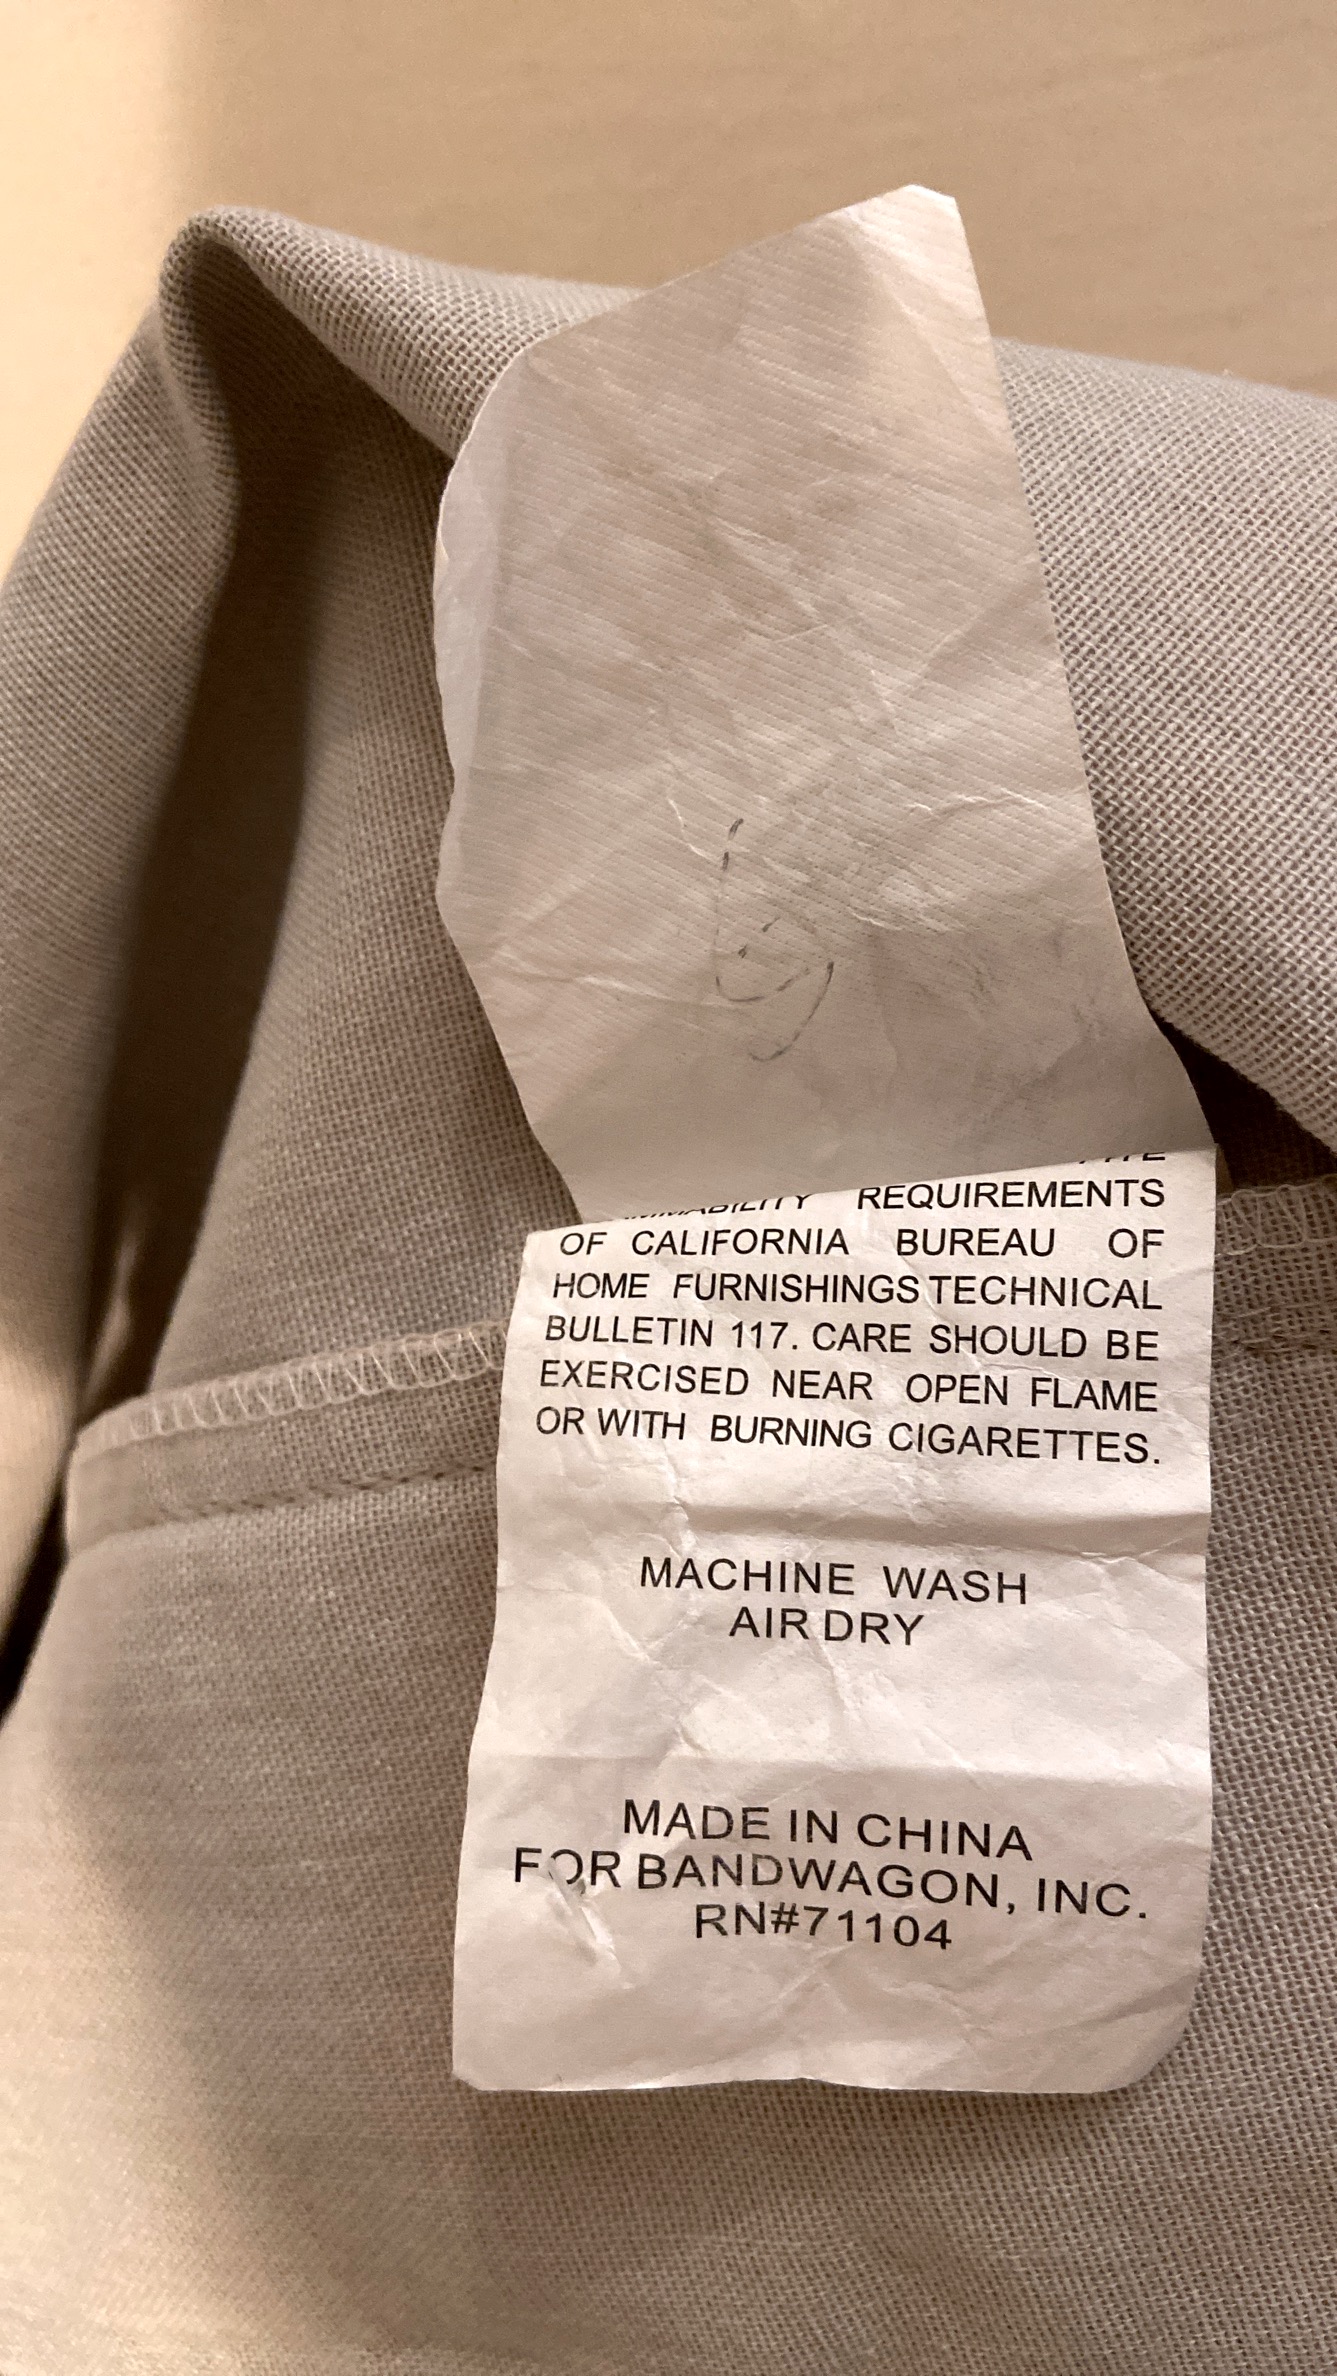 REQUIREMENTS
OF CALIFORNIA BUREAU OF
HOME FURNISHINGS TECHNICAL
BULLETIN 117. CARE SHOULD BE
EXERCISED NEAR OPEN FLAME
OR WITH BURNING CIGARETTES.
MACHINE WASH
AIR DRY
MADE IN CHINA
FOR BANDWAGON, INC.
RN#71104